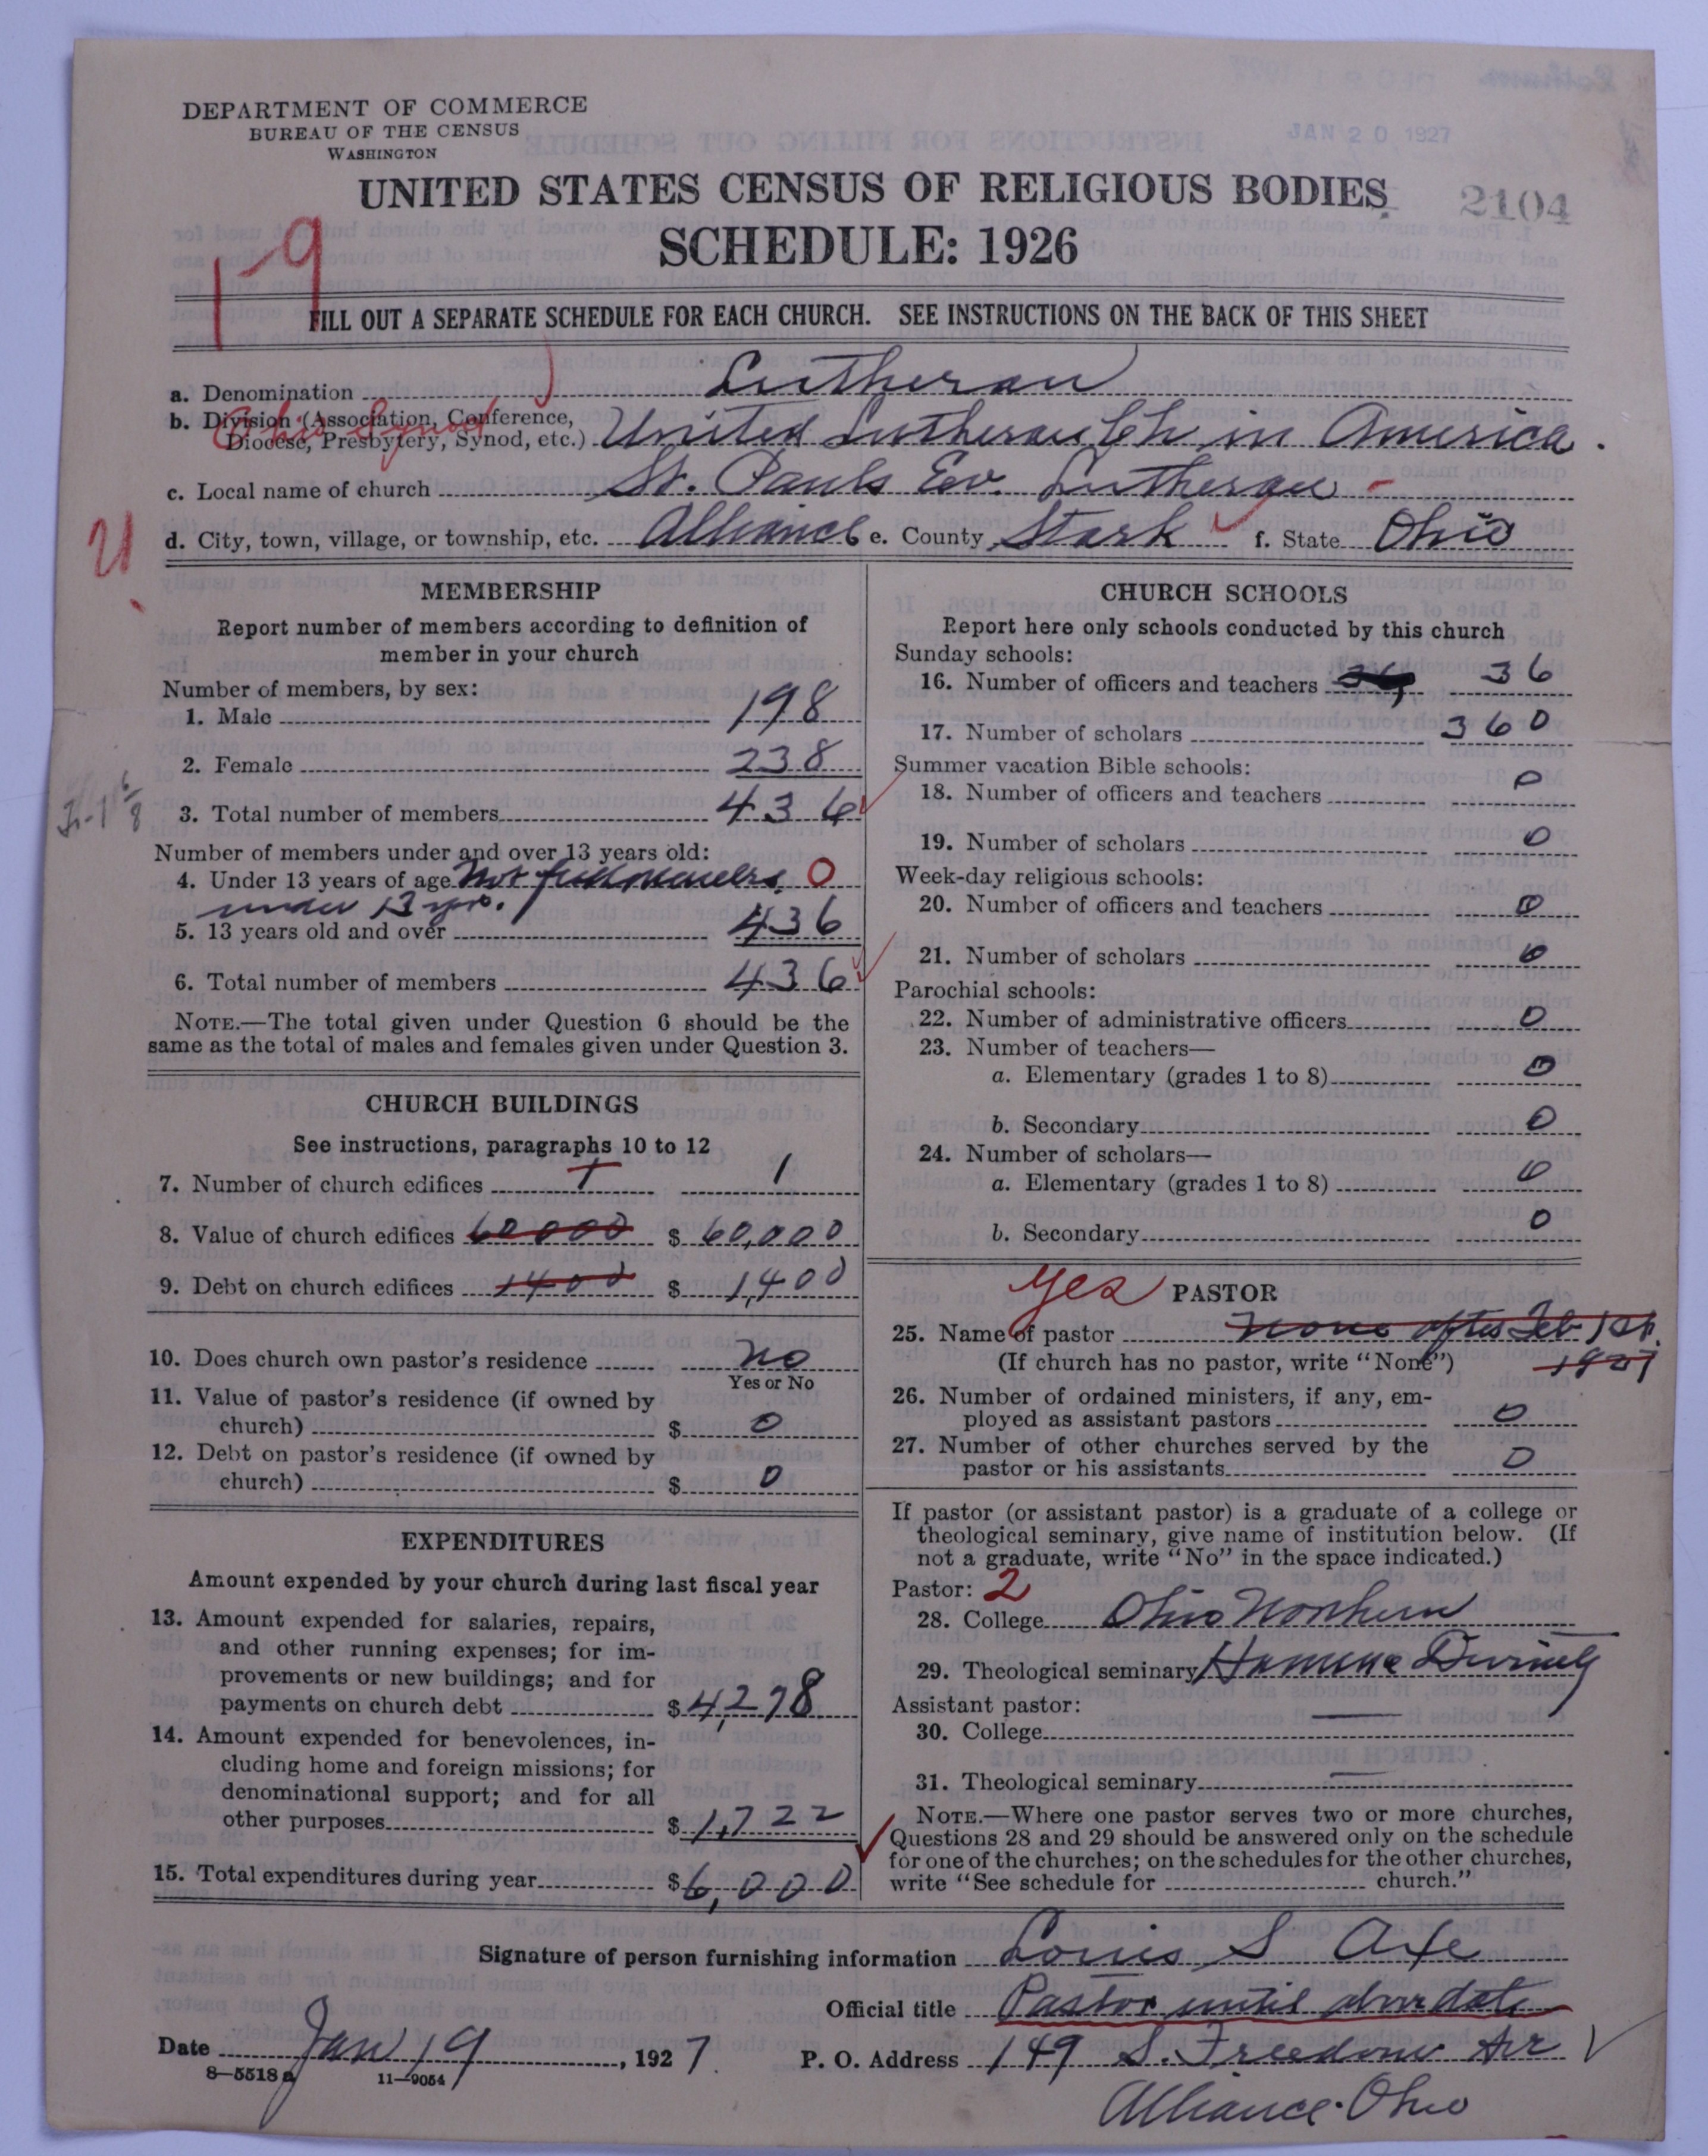 DEPARTMENT OF COMMERCE
BUREAU OF THE CENSUS
WASHINGTON
JAN 20 1927
UNITED STATES CENSUS OF RELIGIOUS BODIES
2104
SCHEDULE: 1926
1-9
FILL OUT A SEPARATE SCHEDULE FOR EACH CHURCH. SEE INSTRUCTIONS ON THE BACK OF THIS SHEET
a. Denomination Lutheran
b. Division (Association, Conference,
Diocese, Presbytery, Synod, etc.) United Lutheran Ch in America.
Ohio Synod
c. Local name of church St. Pauls Ev. Lutheran
d. City, town, village, or township, etc. Alliance e. County Stark f. State Ohio
MEMBERSHIP
Report number of members according to definition of
member in your church
Number of members, by sex:
1. Male 198
2. Female 238
3. Total number of members 436
Number of members under and over 13 years old:
4. Under 13 years of age Not full members 0
under 13 yrs.
5. 13 years old and over 436
6. Total number of members 436
NOTE.—The total given under Question 6 should be the
same as the total of males and females given under Question 3.
CHURCH BUILDINGS
See instructions, paragraphs 10 to 12
7. Number of church edifices 1 1
8. Value of church edifices 60000 $ 60,000
9. Debt on church edifices 1400 $ 1,400
10. Does church own pastor's residence No
Yes or No
11. Value of pastor's residence (if owned by
church) $ 0
12. Debt on pastor's residence (if owned by
church) $ 0
EXPENDITURES
Amount expended by your church during last fiscal year
13. Amount expended for salaries, repairs,
and other running expenses; for im-
provements or new buildings; and for
payments on church debt $ 4,278
14. Amount expended for benevolences, in-
cluding home and foreign missions; for
denominational support; and for all
other purposes $ 1,722
15. Total expenditures during year $ 6,000
CHURCH SCHOOLS
Report here only schools conducted by this church
Sunday schools:
16. Number of officers and teachers 36
17. Number of scholars 360
Summer vacation Bible schools:
18. Number of officers and teachers 0
19. Number of scholars 0
Week-day religious schools:
20. Number of officers and teachers 0
21. Number of scholars 0
Parochial schools:
22. Number of administrative officers 0
23. Number of teachers—
a. Elementary (grades 1 to 8) 0
b. Secondary 0
24. Number of scholars—
a. Elementary (grades 1 to 8) 0
b. Secondary 0
Yes PASTOR
25. Name of pastor None after Feb 1st.
(If church has no pastor, write "None") 1927
26. Number of ordained ministers, if any, em-
ployed as assistant pastors 0
27. Number of other churches served by the
pastor or his assistants 0
If pastor (or assistant pastor) is a graduate of a college or
theological seminary, give name of institution below. (If
not a graduate, write "No" in the space indicated.)
Pastor: 2
28. College Ohio Northern
29. Theological seminary Divinity
Assistant pastor:
30. College
31. Theological seminary
NOTE.—Where one pastor serves two or more churches,
Questions 28 and 29 should be answered only on the schedule
for one of the churches; on the schedules for the other churches,
write "See schedule for church."
Signature of person furnishing information Louis S Axe
Official title Pastor until above date
Date Jan 19, 1927. P. O. Address 149 S. Freedom Av
8-5518a 11-9054
Alliance. Ohio